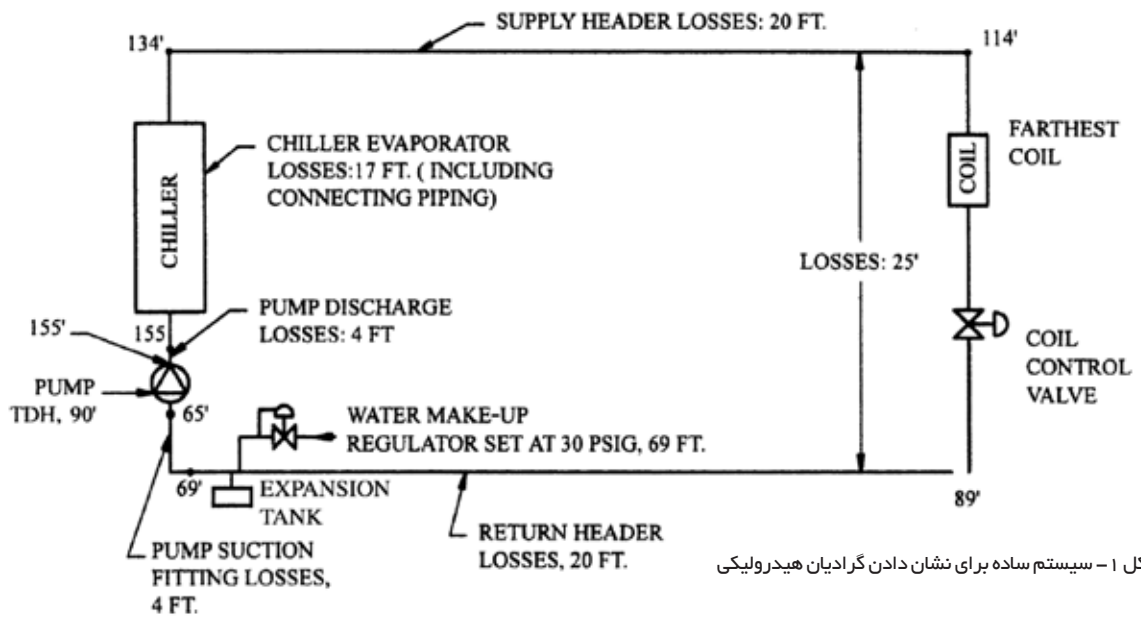 SUPPLY HEADER LOSSES: 20 FT.
134'
114'
CHILLER EVAPORATOR
LOSSES:17 FT. ( INCLUDING
CONNECTING PIPING)
CHILLER
FARTHEST
COIL
COIL
LOSSES: 25'
PUMP DISCHARGE
LOSSES: 4 FT
155'
155
COIL
CONTROL
VALVE
PUMP
TDH, 90'
65'
WATER MAKE-UP
REGULATOR SET AT 30 PSIG, 69 FT.
69'
EXPANSION
TANK
89'
PUMP SUCTION
FITTING LOSSES,
4 FT.
RETURN HEADER
LOSSES, 20 FT.
کل ۱ - سیستم ساده برای نشان دادن گرادیان هیدرولیکی